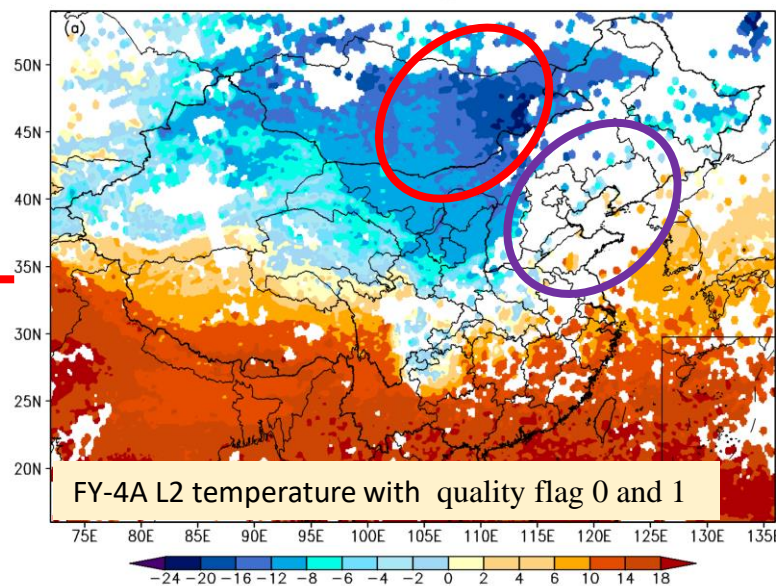 (a)
50N
45N
40N
35N
30N
25N
20N
FY-4A L2 temperature with quality flag 0 and 1
75E 80E 85E 90E 95E 100E 105E 110E 115E 120E 125E 130E 135E
-24 -20 -16 -12 -8 -6 -4 -2 0 2 4 6 10 14 18